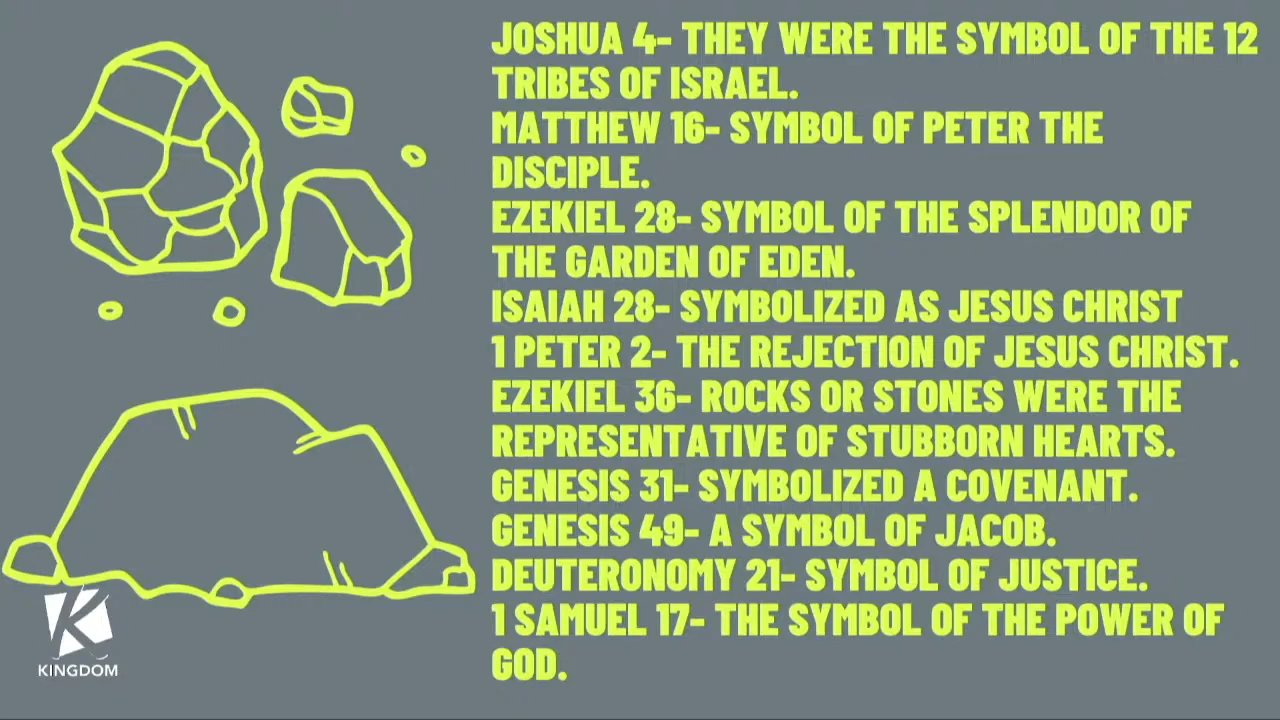 JOSHUA 4- THEY WERE THE SYMBOL OF THE 12
TRIBES OF ISRAEL.
MATTHEW 16- SYMBOL OF PETER THE
DISCIPLE.
EZEKIEL 28- SYMBOL OF THE SPLENDOR OF
THE GARDEN OF EDEN.
ISAIAH 28- SYMBOLIZED AS JESUS CHRIST
1 PETER 2- THE REJECTION OF JESUS CHRIST.
EZEKIEL 36- ROCKS OR STONES WERE THE
REPRESENTATIVE OF STUBBORN HEARTS.
GENESIS 31- SYMBOLIZED A COVENANT.
GENESIS 49- A SYMBOL OF JACOB.
DEUTERONOMY 21- SYMBOL OF JUSTICE.
1 SAMUEL 17- THE SYMBOL OF THE POWER OF
GOD.
K
KINGDOM